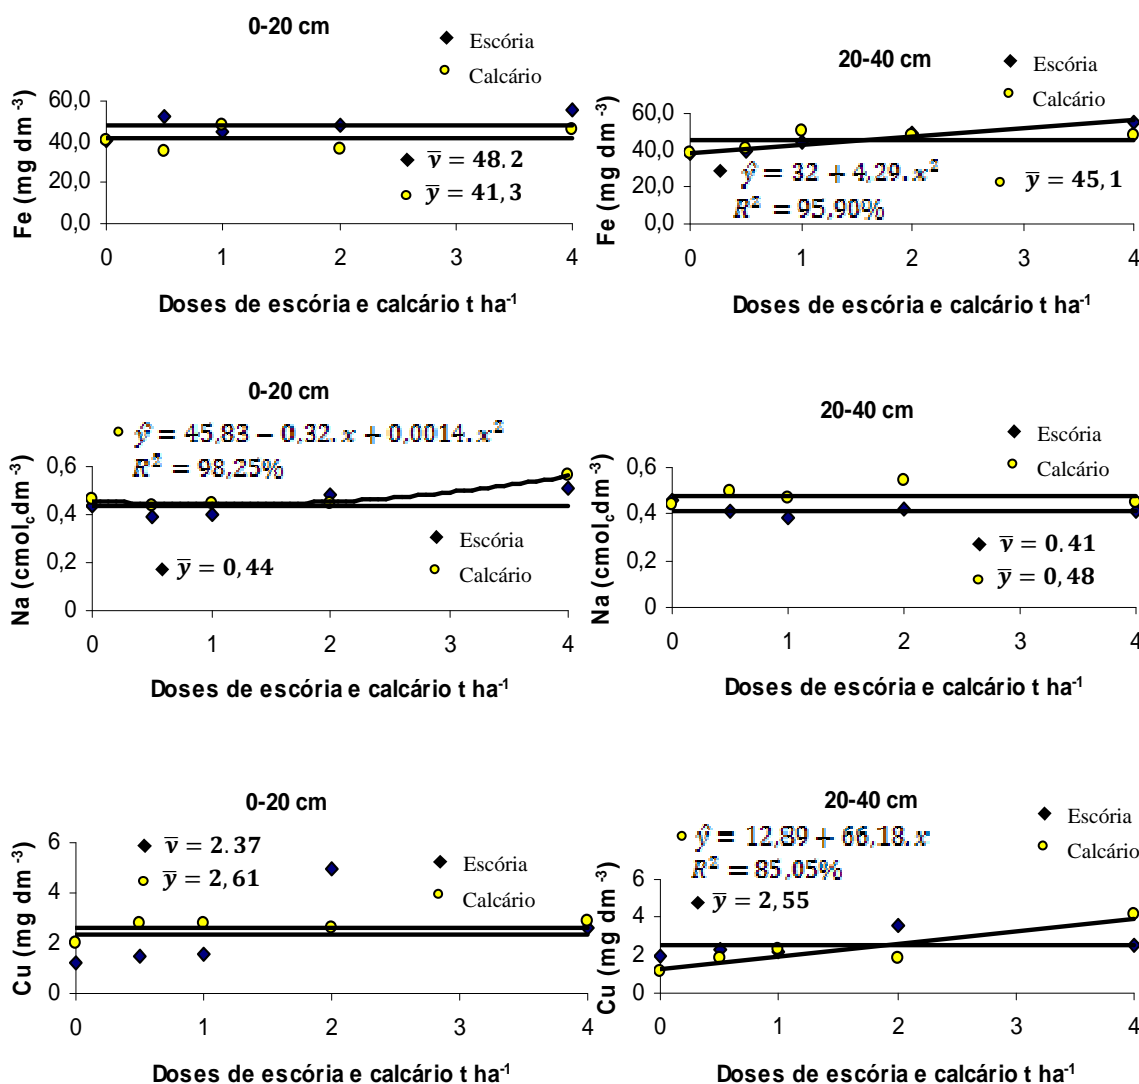 0-20 cm
Escória
Calcário
Fe (mg dm⁻³)
60,0
40,0
20,0
0,0
ȳ = 48.2
ȳ = 41,3
0 1 2 3 4
Doses de escória e calcário t ha⁻¹
20-40 cm
Escória
Calcário
Fe (mg dm⁻³)
60,0
40,0
20,0
0,0
ŷ = 32 + 4,29.x²
R² = 95,90%
ȳ = 45,1
0 1 2 3 4
Doses de escória e calcário t ha⁻¹
0-20 cm
ŷ = 45,83 − 0,32.x + 0,0014.x²
R² = 98,25%
Na (cmol꜀dm⁻³)
0,6
0,4
0,2
0
Escória
Calcário
ȳ = 0,44
0 1 2 3 4
Doses de escória e calcário t ha⁻¹
20-40 cm
Escória
Calcário
Na (cmol꜀dm⁻³)
0,6
0,4
0,2
0
ȳ = 0.41
ȳ = 0,48
0 1 2 3 4
Doses de escória e calcário t ha⁻¹
0-20 cm
ȳ = 2.37
ȳ = 2,61
Escória
Calcário
Cu (mg dm⁻³)
6
4
2
0
0 1 2 3 4
Doses de escória e calcário t ha⁻¹
20-40 cm
Escória
Calcário
ŷ = 12,89 + 66,18.x
R² = 85,05%
ȳ = 2,55
Cu (mg dm⁻³)
6
4
2
0
0 1 2 3 4
Doses de escória e calcário t ha⁻¹